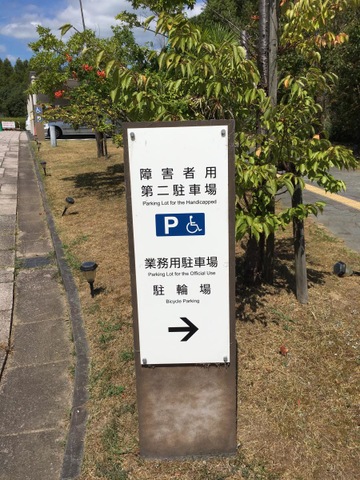 障害者用
第二駐車場
Parking Lot for the Handicapped
P
業務用駐車場
Parking Lot for the Official Use
駐輪場
Bicycle Parking